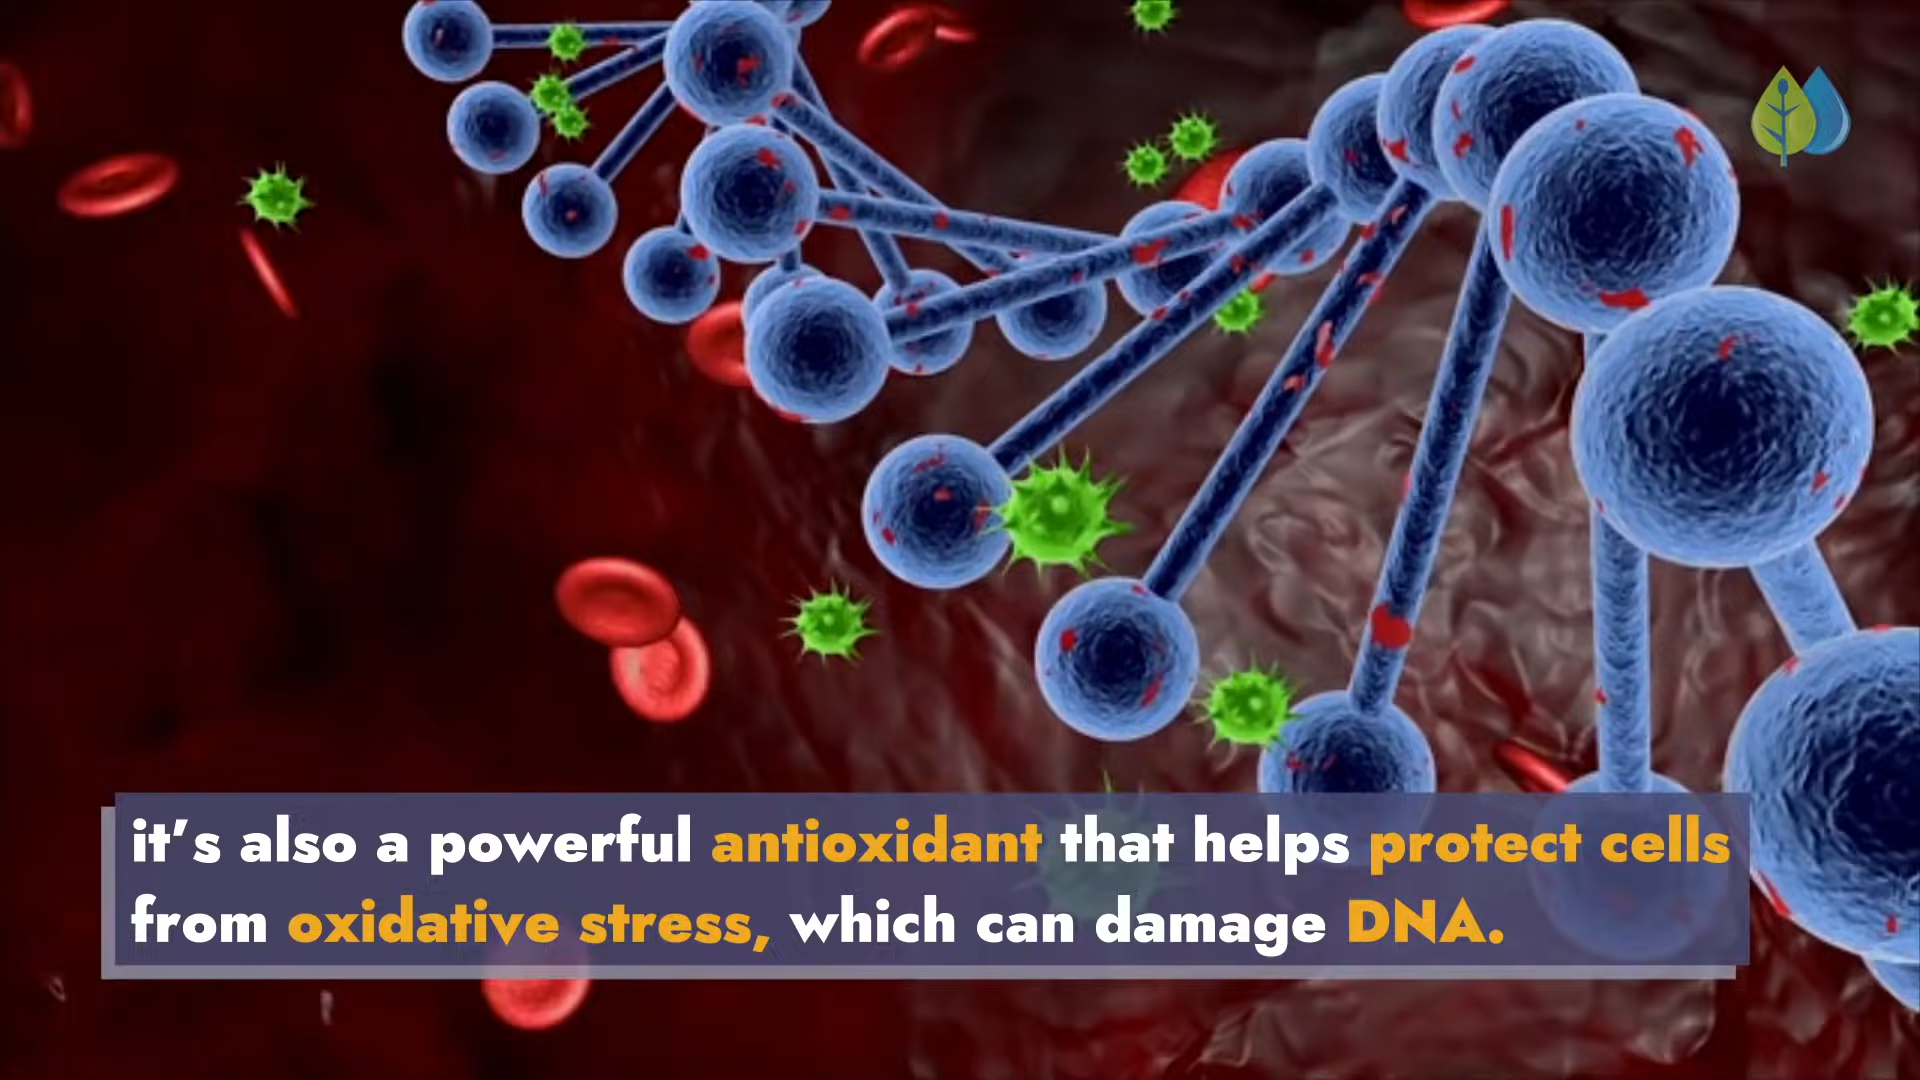 it's also a powerful antioxidant that helps protect cells
from oxidative stress, which can damage DNA.